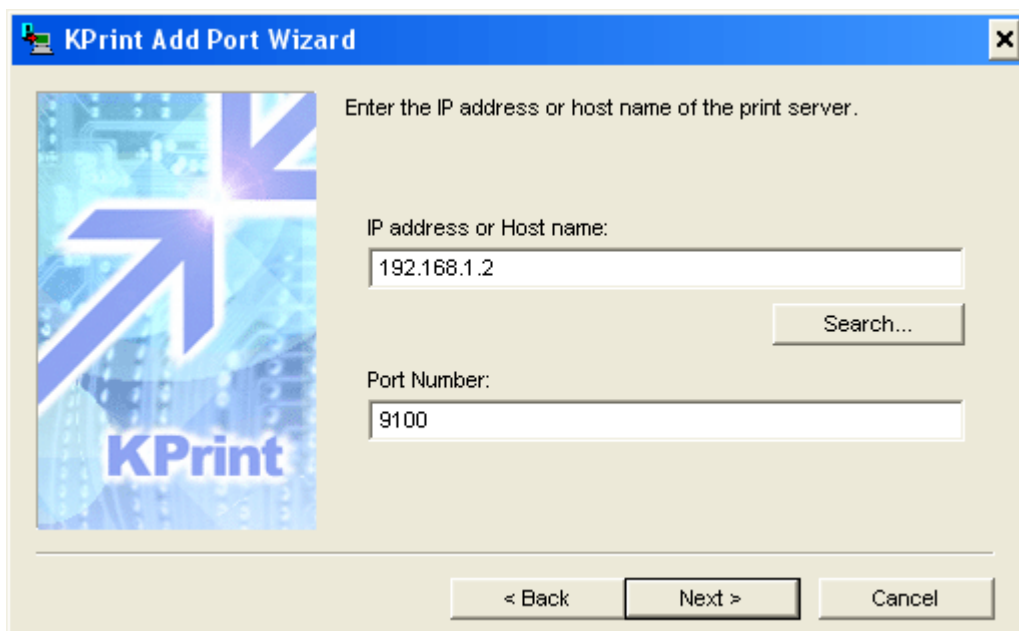 KPrint Add Port Wizard
Enter the IP address or host name of the print server.
IP address or Host name:
192.168.1.2
Search...
Port Number:
9100
KPrint
< Back
Next >
Cancel